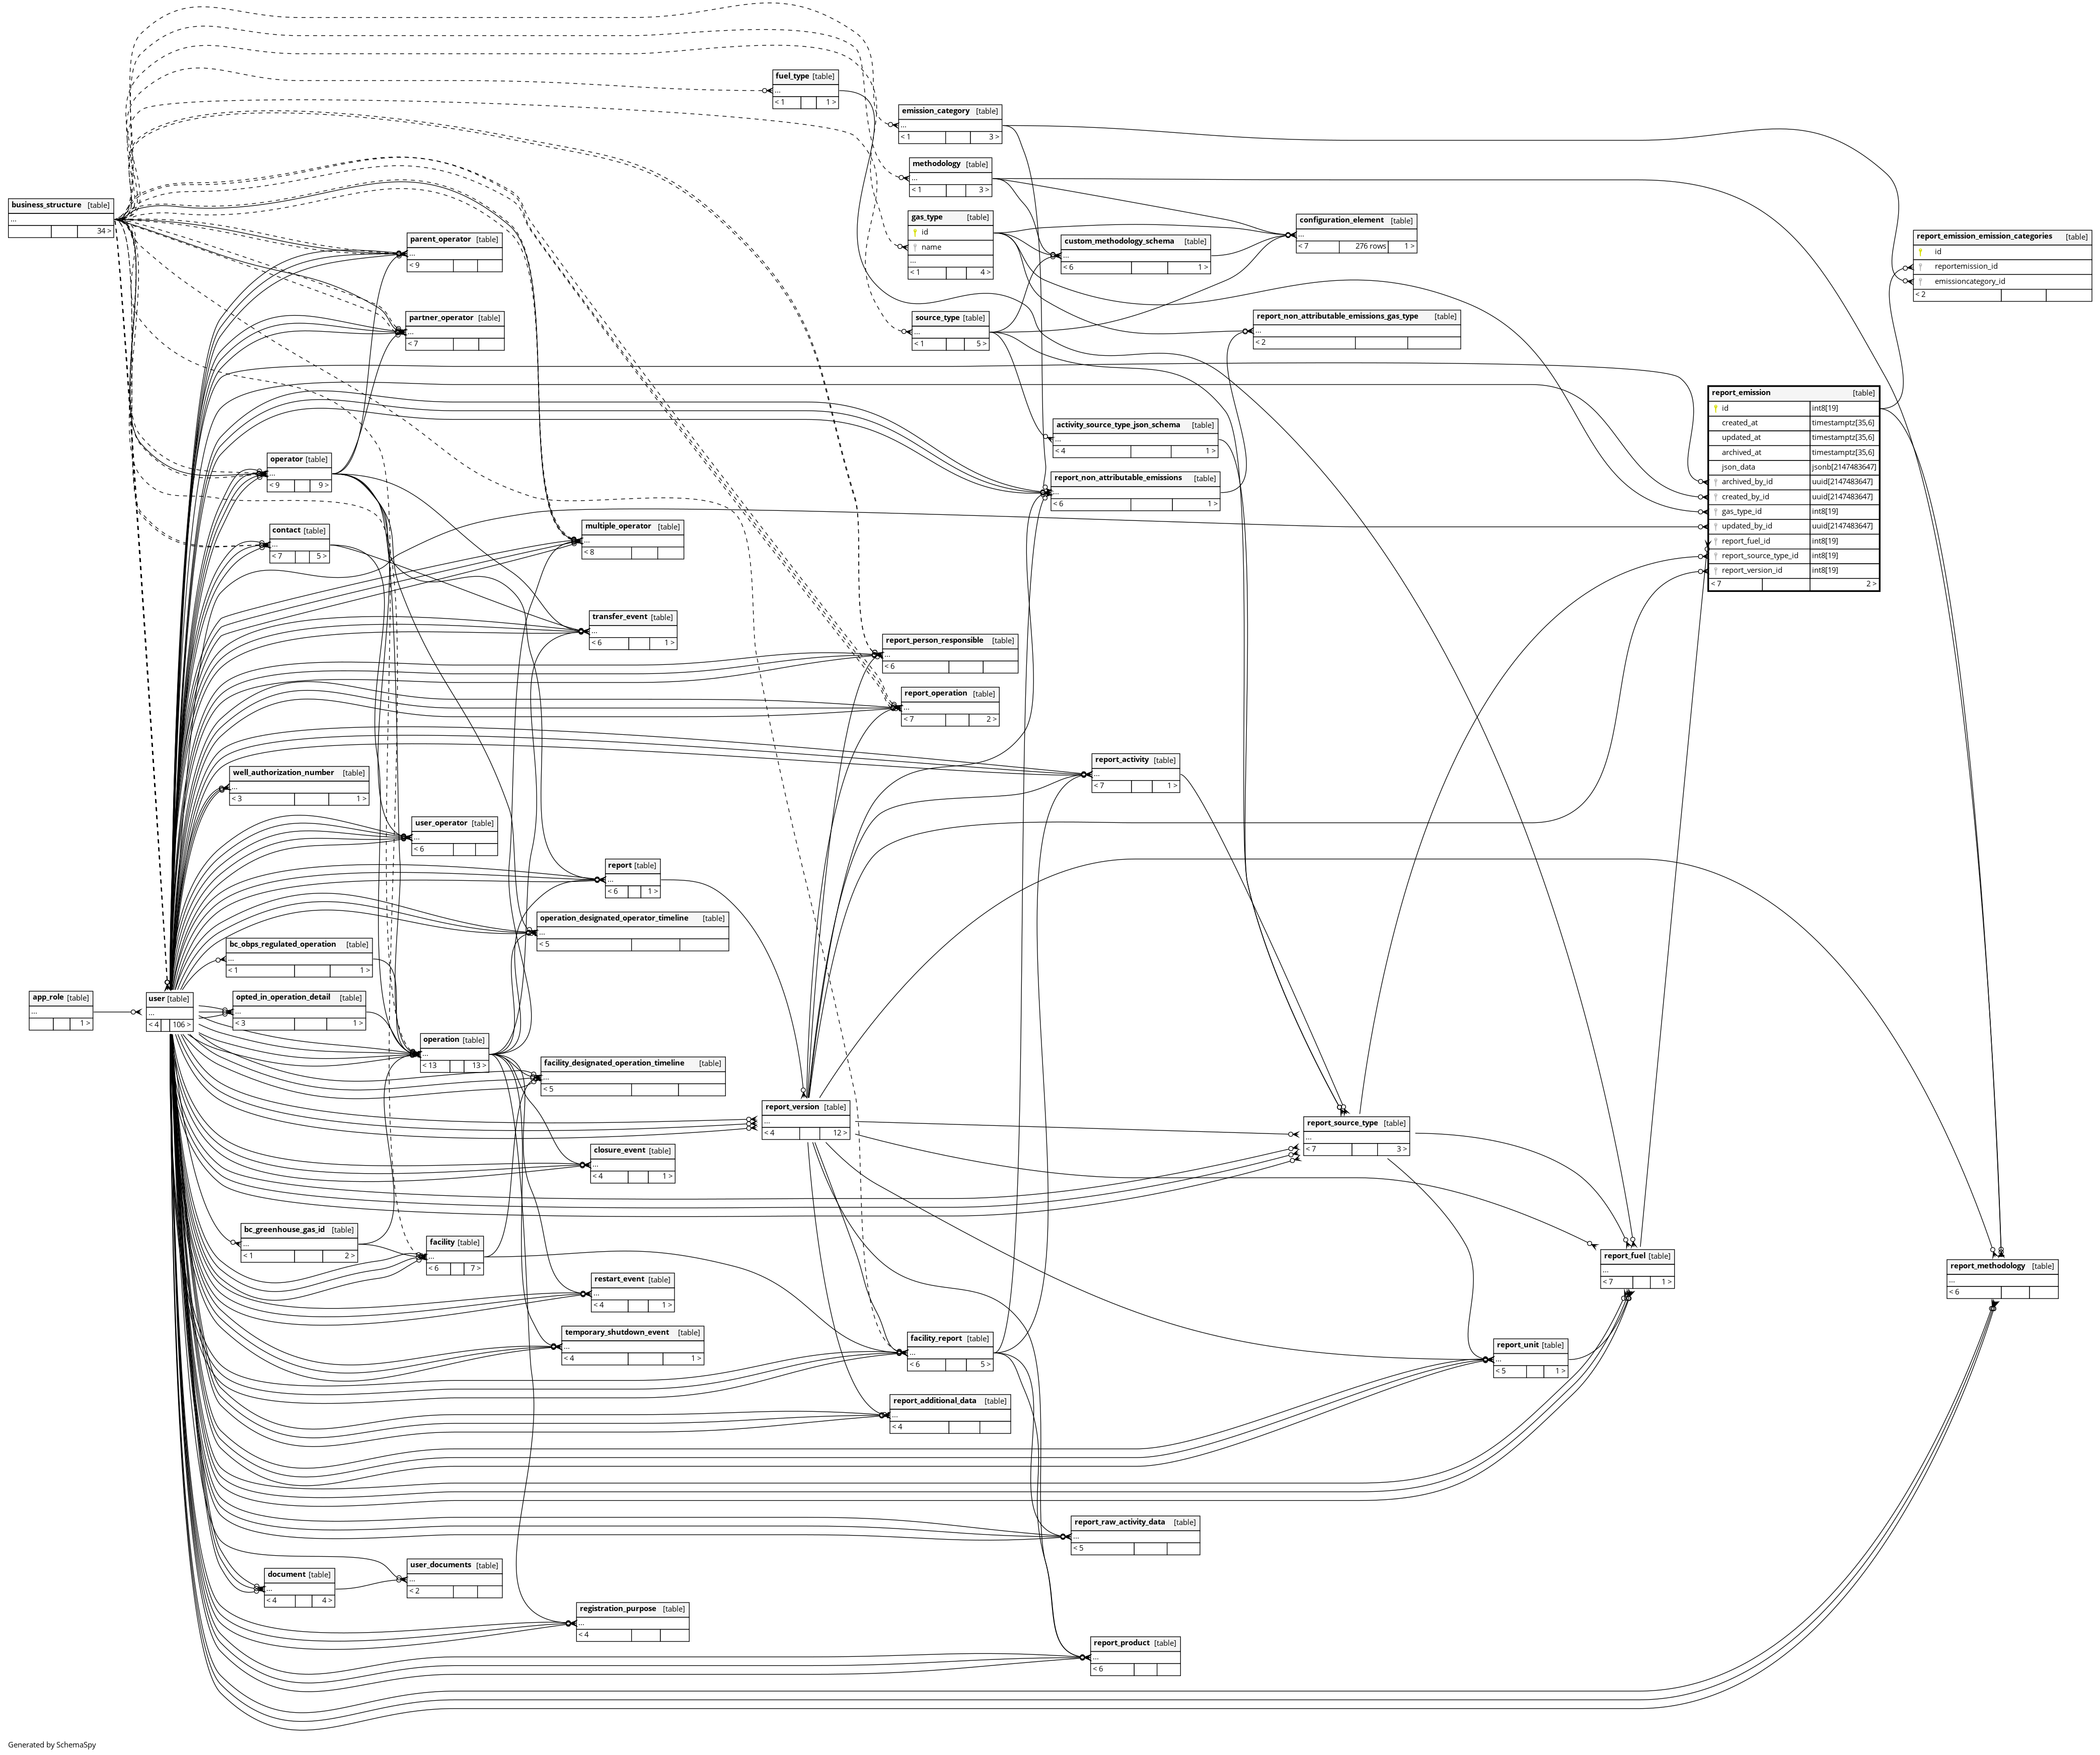 fuel_type [table]
...
< 1 1 >
emission_category [table]
...
< 1 3 >
methodology [table]
...
< 1 3 >
business_structure [table]
...
34 >
gas_type [table]
id
name
...
< 1 4 >
configuration_element [table]
...
< 7 276 rows 1 >
parent_operator [table]
...
< 9
custom_methodology_schema [table]
...
< 6 1 >
report_emission_emission_categories [table]
id
reportemission_id
emissioncategory_id
< 2
partner_operator [table]
...
< 7
source_type [table]
...
< 1 5 >
report_non_attributable_emissions_gas_type [table]
...
< 2
report_emission [table]
id int8[19]
created_at timestamptz[35,6]
updated_at timestamptz[35,6]
archived_at timestamptz[35,6]
json_data jsonb[2147483647]
archived_by_id uuid[2147483647]
created_by_id uuid[2147483647]
gas_type_id int8[19]
updated_by_id uuid[2147483647]
report_fuel_id int8[19]
report_source_type_id int8[19]
report_version_id int8[19]
< 7 2 >
activity_source_type_json_schema [table]
...
< 4 1 >
operator [table]
...
< 9 9 >
report_non_attributable_emissions [table]
...
< 6 1 >
contact [table]
...
< 7 5 >
multiple_operator [table]
...
< 8
transfer_event [table]
...
< 6 1 >
report_person_responsible [table]
...
< 6
report_operation [table]
...
< 7 2 >
report_activity [table]
...
< 7 1 >
well_authorization_number [table]
...
< 3 1 >
user_operator [table]
...
< 6
report [table]
...
< 6 1 >
operation_designated_operator_timeline [table]
...
< 5
bc_obps_regulated_operation [table]
...
< 1 1 >
app_role [table]
...
1 >
user [table]
...
< 4 106 >
opted_in_operation_detail [table]
...
< 3 1 >
operation [table]
...
< 13 13 >
facility_designated_operation_timeline [table]
...
< 5
report_version [table]
...
< 4 12 >
report_source_type [table]
...
< 7 3 >
closure_event [table]
...
< 4 1 >
bc_greenhouse_gas_id [table]
...
< 1 2 >
facility [table]
...
< 6 7 >
report_fuel [table]
...
< 7 1 >
report_methodology [table]
...
< 6
restart_event [table]
...
< 4 1 >
temporary_shutdown_event [table]
...
< 4 1 >
facility_report [table]
...
< 6 5 >
report_unit [table]
...
< 5 1 >
report_additional_data [table]
...
< 4
report_raw_activity_data [table]
...
< 5
user_documents [table]
...
< 2
document [table]
...
< 4 4 >
registration_purpose [table]
...
< 4
report_product [table]
...
< 6
Generated by SchemaSpy